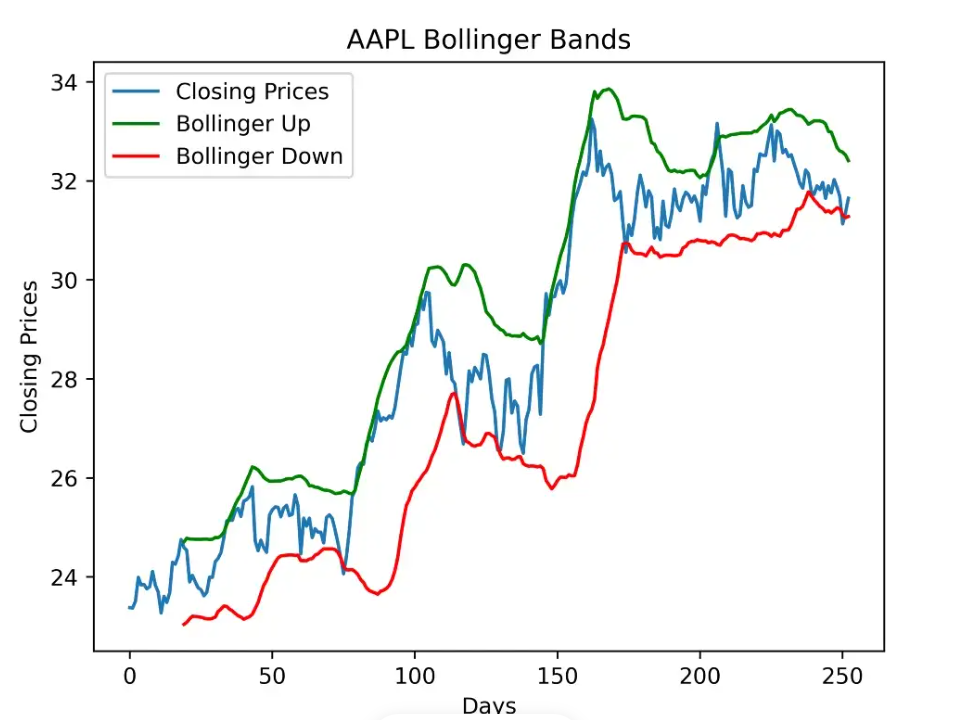 AAPL Bollinger Bands
Closing Prices
Bollinger Up
Bollinger Down
34
32
30
28
26
24
Closing Prices
0 50 100 150 200 250
Days